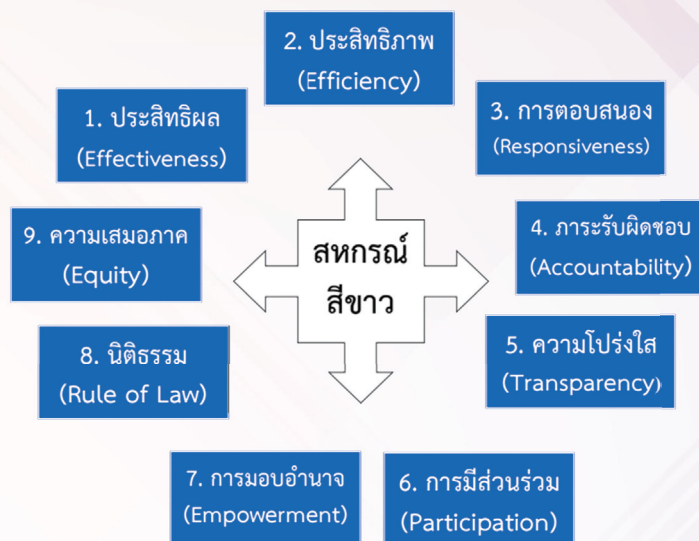 2. ประสิทธิภาพ
(Efficiency)
1. ประสิทธิผล
(Effectiveness)
3. การตอบสนอง
(Responsiveness)
9. ความเสมอภาค
(Equity)
สหกรณ์
สีขาว
4. ภาระรับผิดชอบ
(Accountability)
8. นิติธรรม
(Rule of Law)
5. ความโปร่งใส
(Transparency)
7. การมอบอำนาจ
(Empowerment)
6. การมีส่วนร่วม
(Participation)